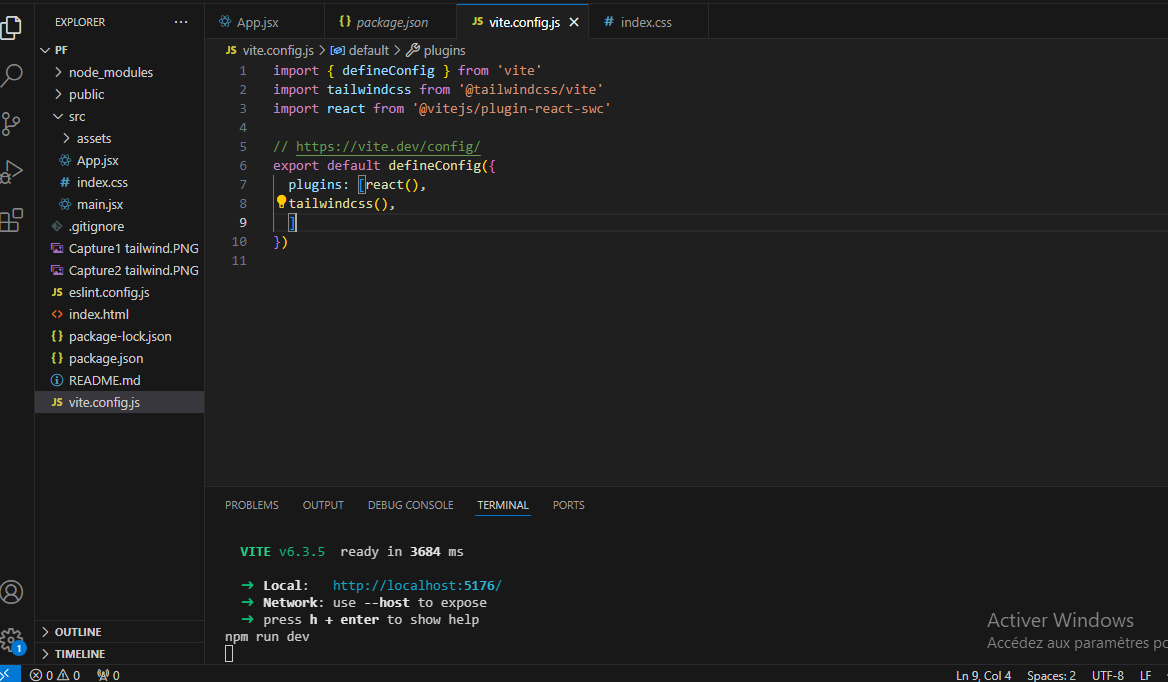 EXPLORER
PF
node_modules
public
src
assets
App.jsx
index.css
main.jsx
.gitignore
Capture1 tailwind.PNG
Capture2 tailwind.PNG
eslint.config.js
index.html
package-lock.json
package.json
README.md
vite.config.js
OUTLINE
TIMELINE
1
App.jsx
{} package.json
JS vite.config.js
# index.css
JS vite.config.js > default > plugins
1 import { defineConfig } from 'vite'
2 import tailwindcss from '@tailwindcss/vite'
3 import react from '@vitejs/plugin-react-swc'
4
5 // https://vite.dev/config/
6 export default defineConfig({
7 plugins: [react(),
8 tailwindcss(),
9 ]
10 })
11
PROBLEMS OUTPUT DEBUG CONSOLE TERMINAL PORTS
VITE v6.3.5 ready in 3684 ms
➜ Local: http://localhost:5176/
➜ Network: use --host to expose
➜ press h + enter to show help
npm run dev
Activer Windows
Accédez aux paramètres pc
0 0 0 Ln 9, Col 4 Spaces: 2 UTF-8 LF